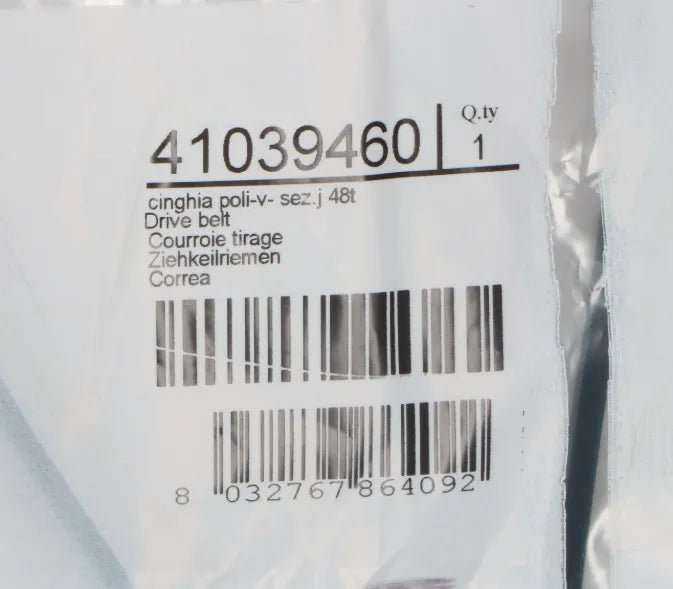 41039460
Q.ty
1
cinghia poli-v- sez.j 48t
Drive belt
Courroie tirage
Ziehkeilriemen
Correa
8 032767 864092